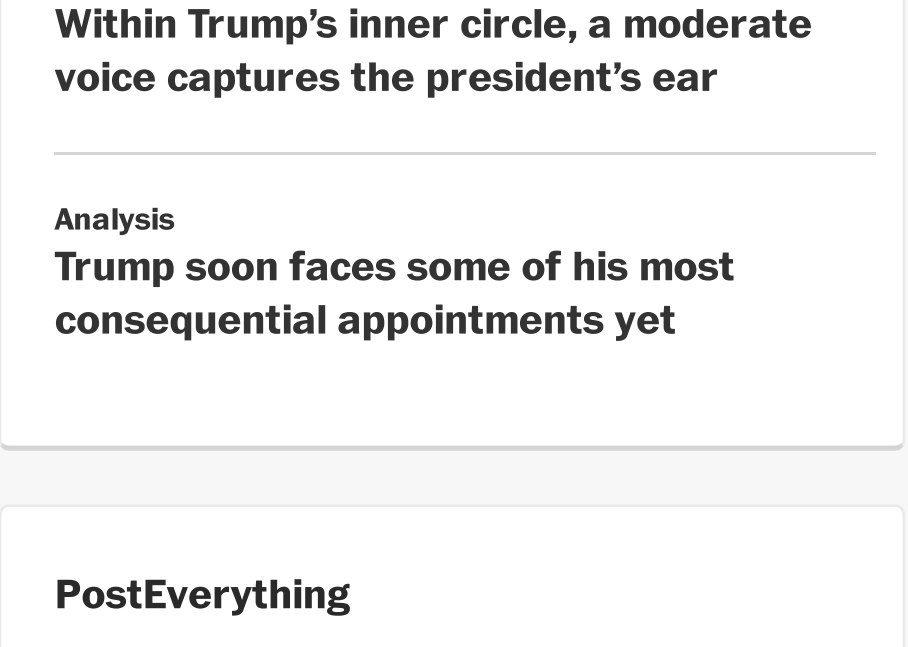 Within Trump’s inner circle, a moderate
voice captures the president’s ear
Analysis
Trump soon faces some of his most
consequential appointments yet
PostEverything